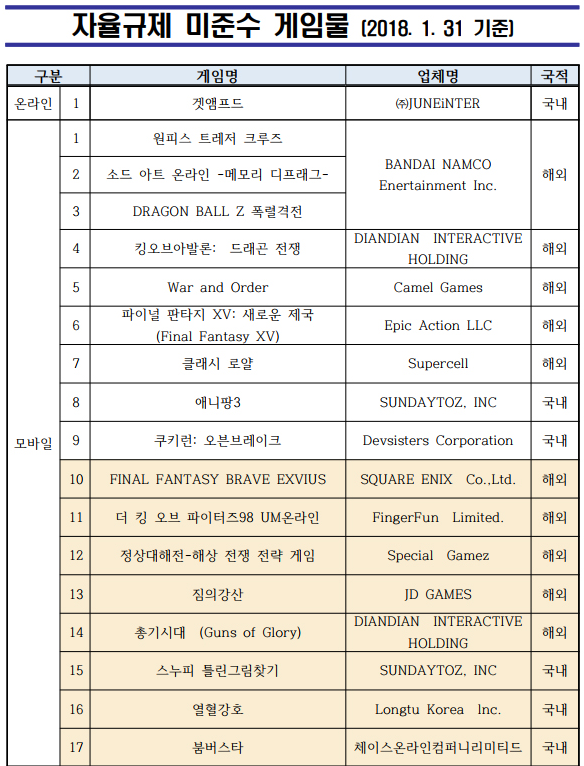 자율규제 미준수 게임물 (2018. 1. 31 기준)
구분 게임명 업체명 국적
온라인 1 겟앰프드 ㈜JUNEiNTER 국내
모바일
1 원피스 트레저 크루즈
2 소드 아트 온라인 -메모리 디프래그-
3 DRAGON BALL Z 폭렬격전
BANDAI NAMCO
Enertainment Inc.
해외
4 킹오브아발론: 드래곤 전쟁 DIANDIAN INTERACTIVE
HOLDING
해외
5 War and Order Camel Games 해외
6 파이널 판타지 XV: 새로운 제국
(Final Fantasy XV)
Epic Action LLC 해외
7 클래시 로얄 Supercell 해외
8 애니팡3 SUNDAYTOZ, INC 국내
9 쿠키런: 오븐브레이크 Devsisters Corporation 국내
10 FINAL FANTASY BRAVE EXVIUS SQUARE ENIX Co.,Ltd. 해외
11 더 킹 오브 파이터즈98 UM온라인 FingerFun Limited. 해외
12 정상대해전-해상 전쟁 전략 게임 Special Gamez 해외
13 짐의강산 JD GAMES 해외
14 총기시대 (Guns of Glory) DIANDIAN INTERACTIVE
HOLDING
해외
15 스누피 틀린그림찾기 SUNDAYTOZ, INC 국내
16 열혈강호 Longtu Korea Inc. 국내
17 붐버스타 체이스온라인컴퍼니리미티드 국내